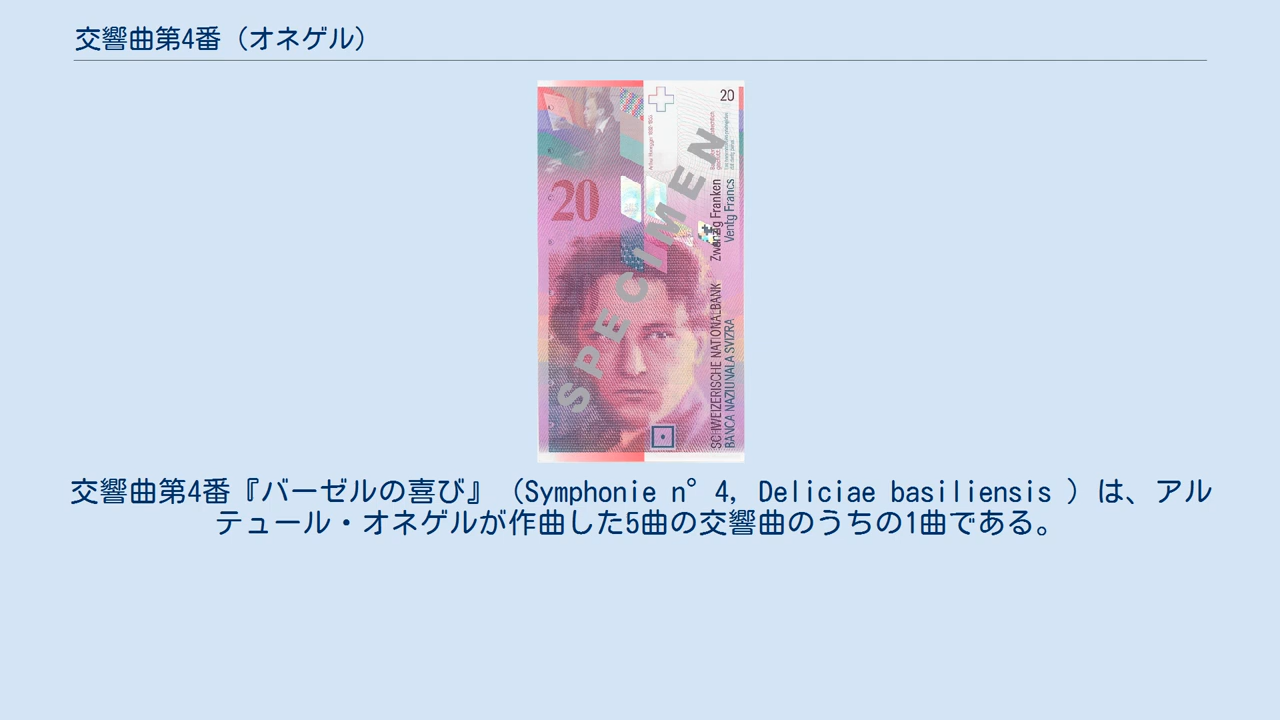 交響曲第4番（オネゲル）
20
20
SPECIMEN
Zwanzig Franken
Ventg Francs
SCHWEIZERISCHE NATIONALBANK
BANCA NAZIUNALA SVIZRA
交響曲第4番『バーゼルの喜び』（Symphonie n°4, Deliciae basiliensis ）は、アル
テュール・オネゲルが作曲した5曲の交響曲のうちの1曲である。